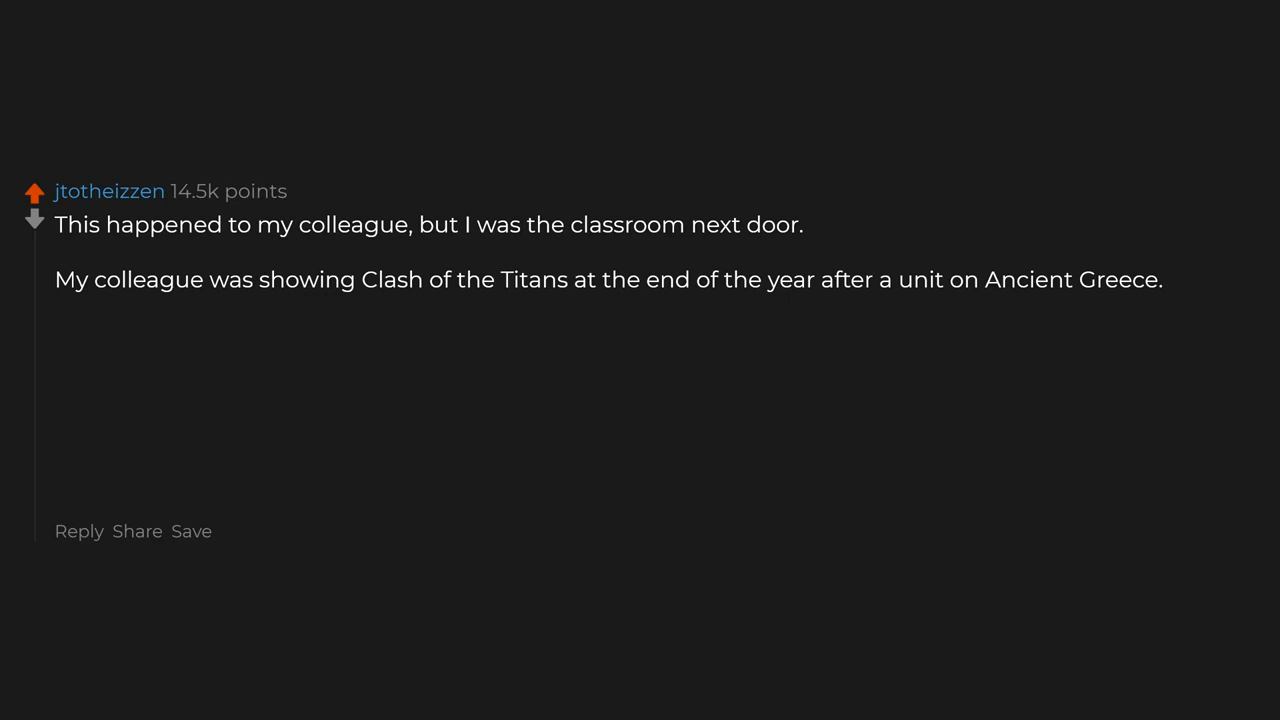 jtotheizzen 14.5k points
This happened to my colleague, but I was the classroom next door.
My colleague was showing Clash of the Titans at the end of the year after a unit on Ancient Greece.
Reply Share Save